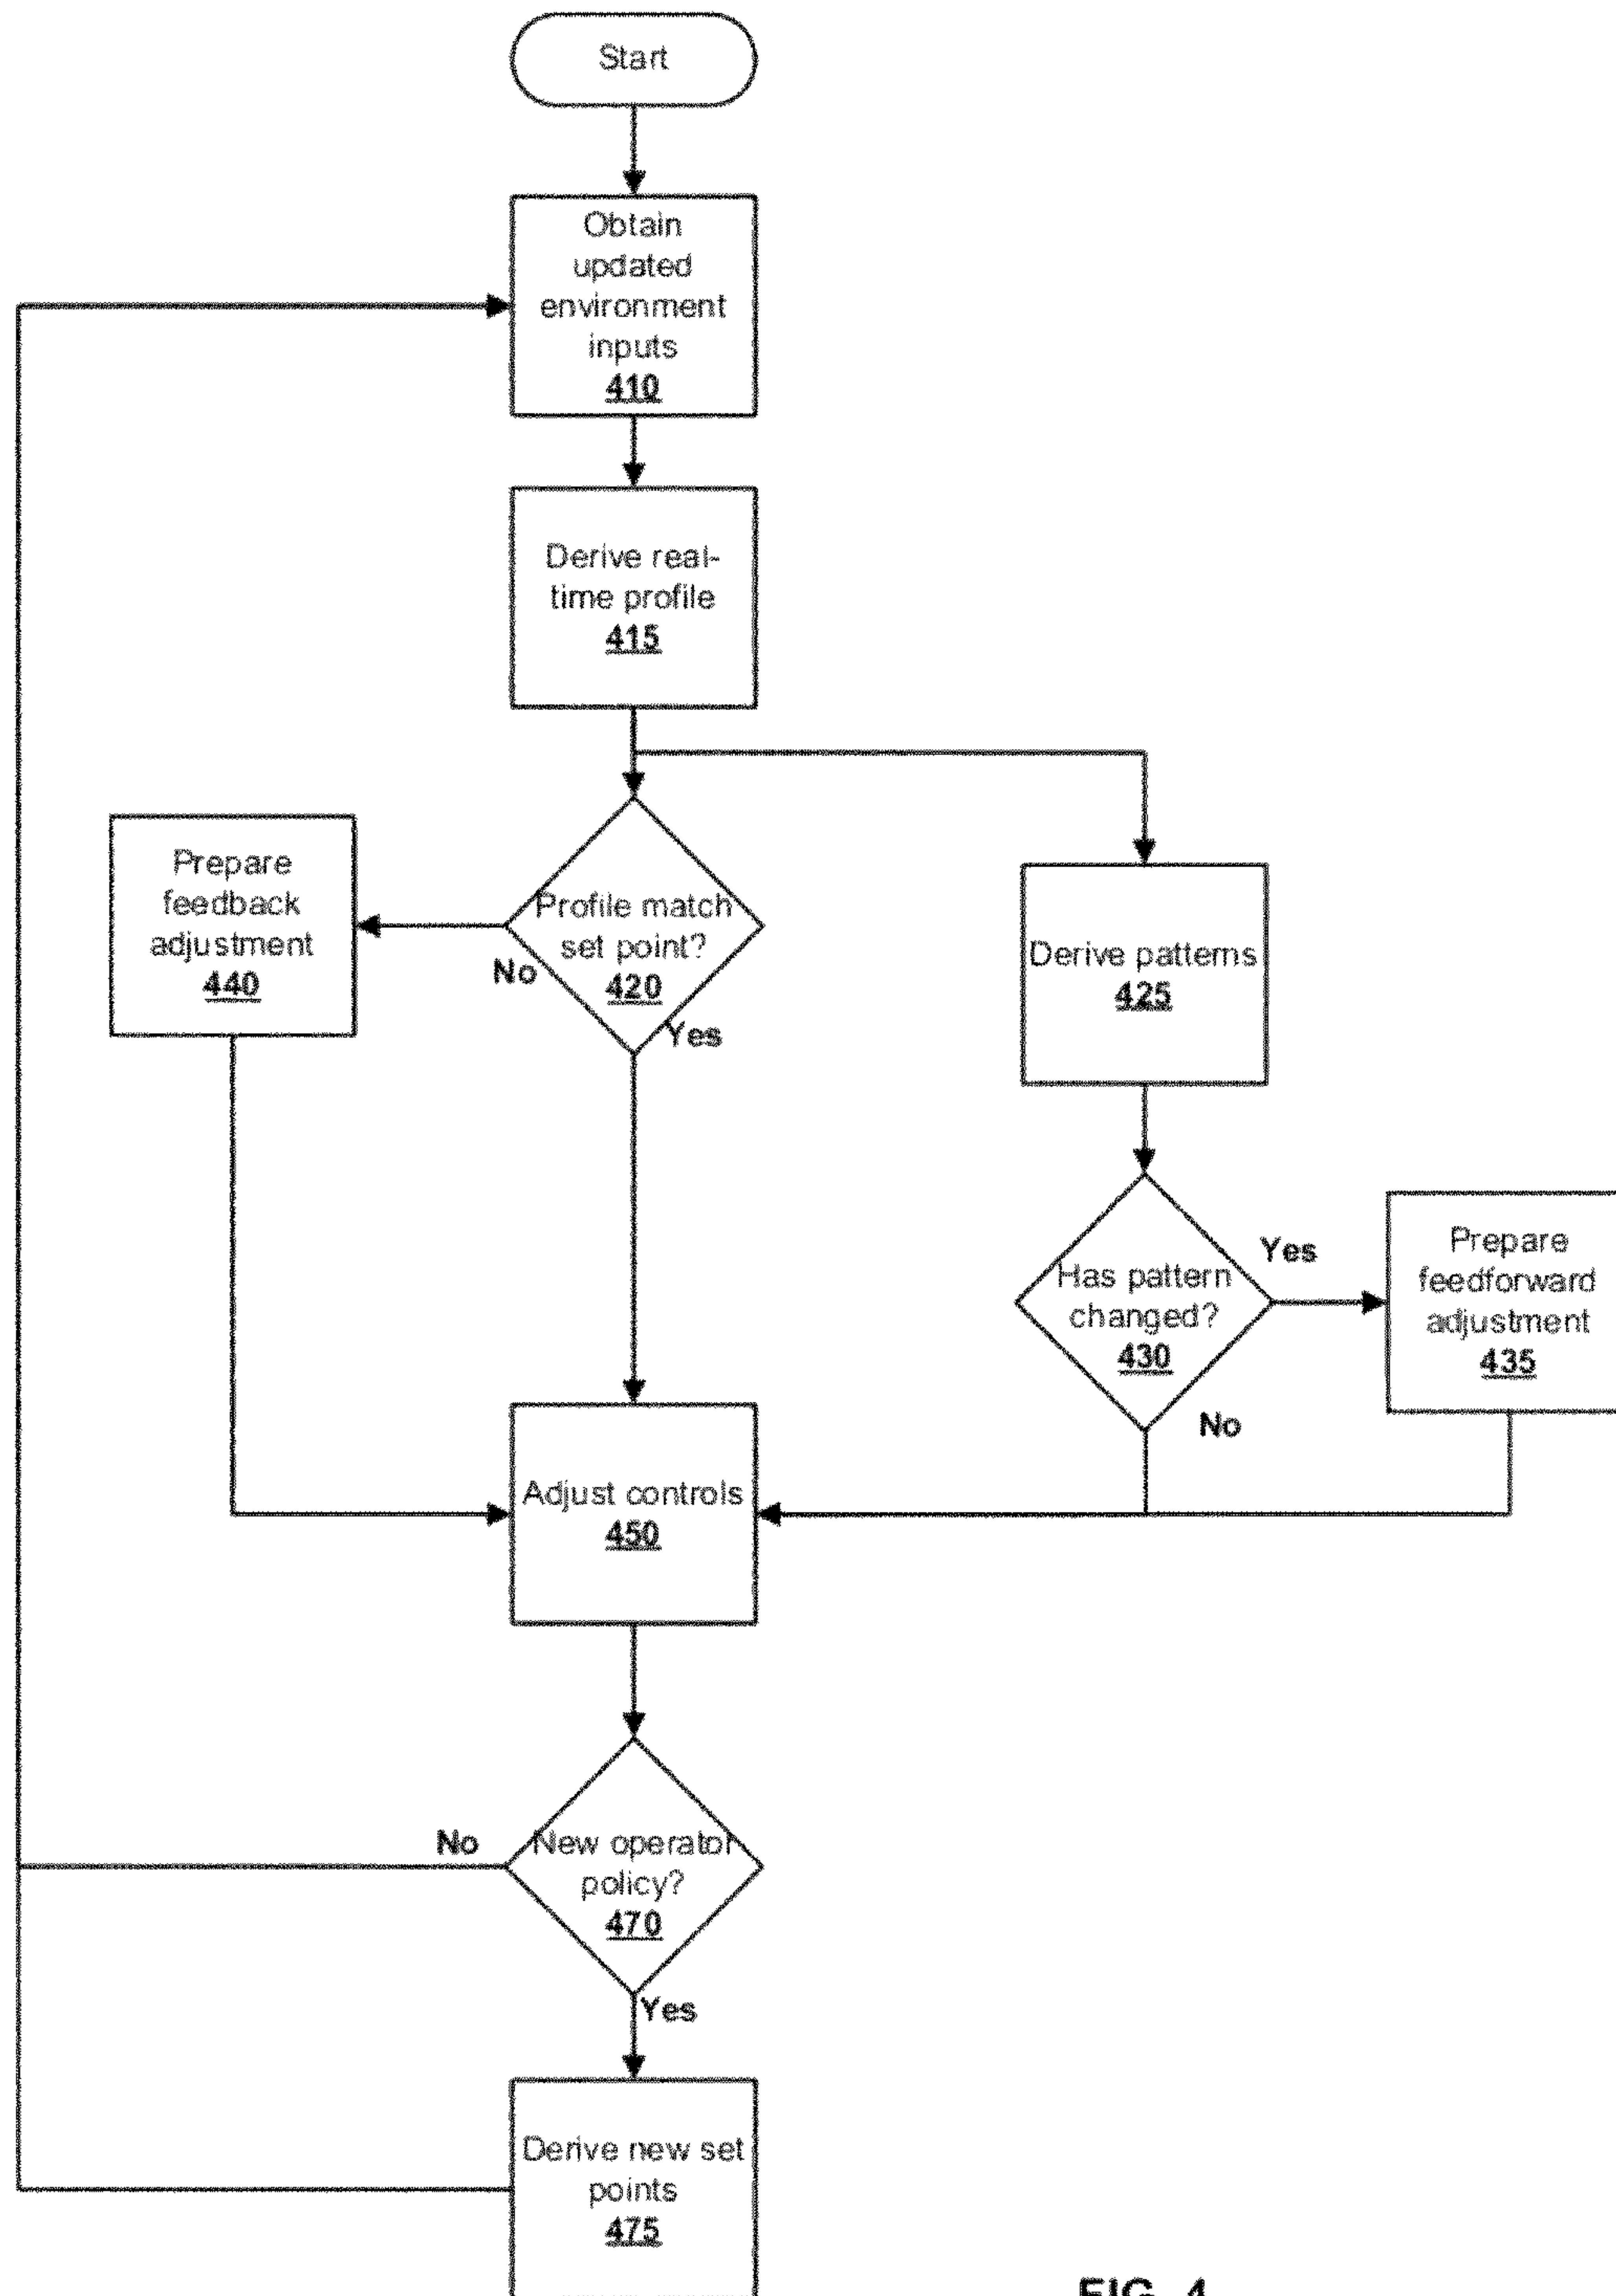 Start
Obtain
updated
environment
inputs
410
Derive real-
time profile
415
Prepare
feedback
adjustment
440
Profile match
set point?
420
No
Yes
Derive patterns
425
Has pattern
changed?
430
Yes
No
Prepare
feedforward
adjustment
435
Adjust controls
450
New operator
policy?
470
No
Yes
Derive new set
points
475
FIG. 4